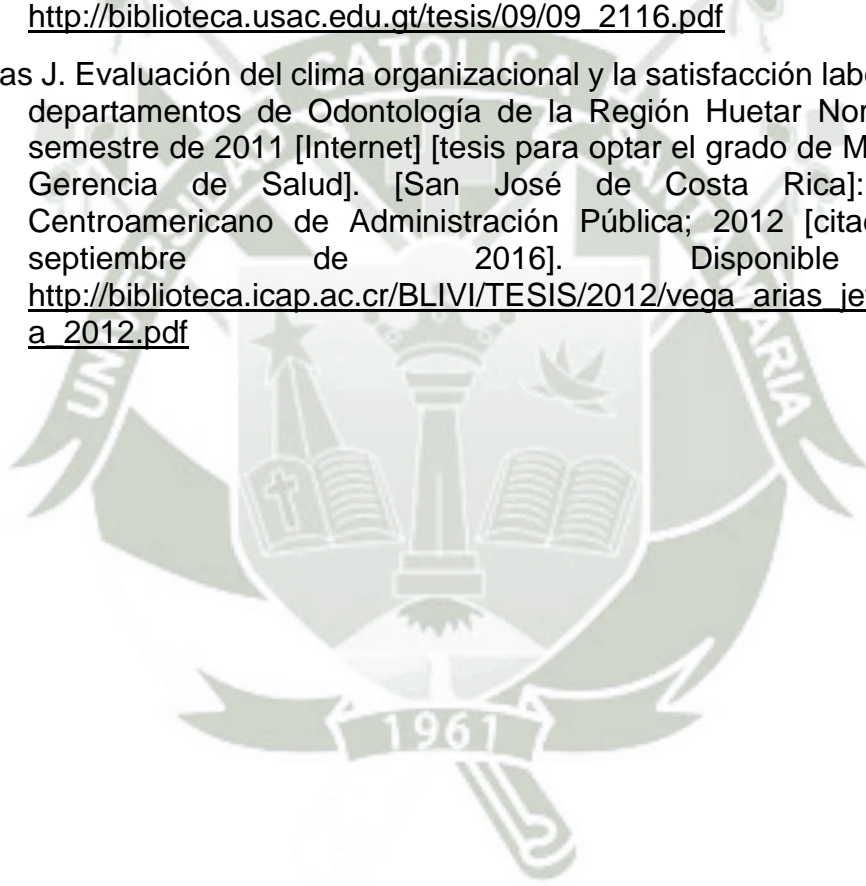 http://biblioteca.usac.edu.gt/tesis/09/09_2116.pdf
as J. Evaluación del clima organizacional y la satisfacción
departamentos de Odontología de la Región Huetar
semestre de 2011 [Internet] [tesis para optar el grado de
Gerencia de Salud]. [San José de Costa Rica]:
Centroamericano de Administración Pública; 2012
septiembre de 2016]. Disponible
http://biblioteca.icap.ac.cr/BLIVI/TESIS/2012/vega_arias_je
a_2012.pdf
CATOLICA
MARIA
1961